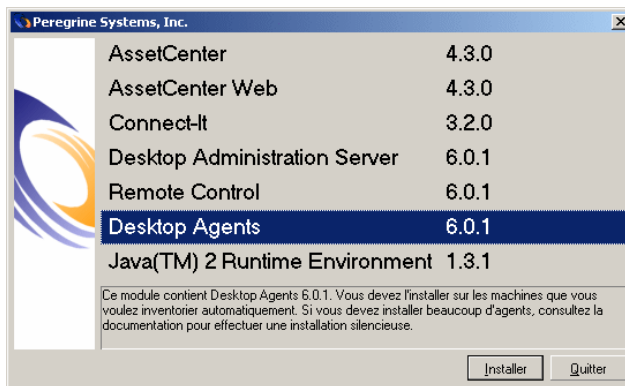 Peregrine Systems, Inc.
AssetCenter 4.3.0
AssetCenter Web 4.3.0
Connect-It 3.2.0
Desktop Administration Server 6.0.1
Remote Control 6.0.1
Desktop Agents 6.0.1
Java(TM) 2 Runtime Environment 1.3.1
Ce module contient Desktop Agents 6.0.1. Vous devez l'installer sur les machines que vous
voulez inventorier automatiquement. Si vous devez installer beaucoup d'agents, consultez la
documentation pour effectuer une installation silencieuse.
Installer Quitter